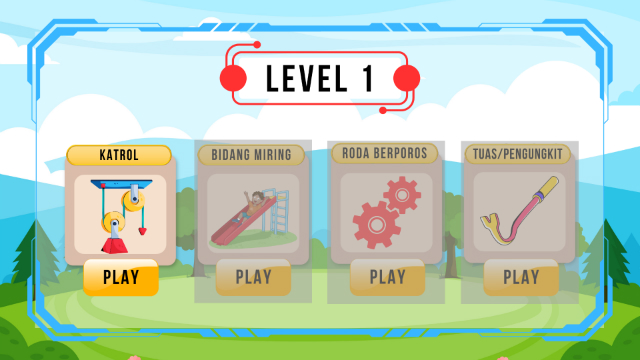 LEVEL 1
KATROL
BIDANG MIRING
RODA BERPOROS
TUAS/PENGUNGKIT
PLAY
PLAY
PLAY
PLAY